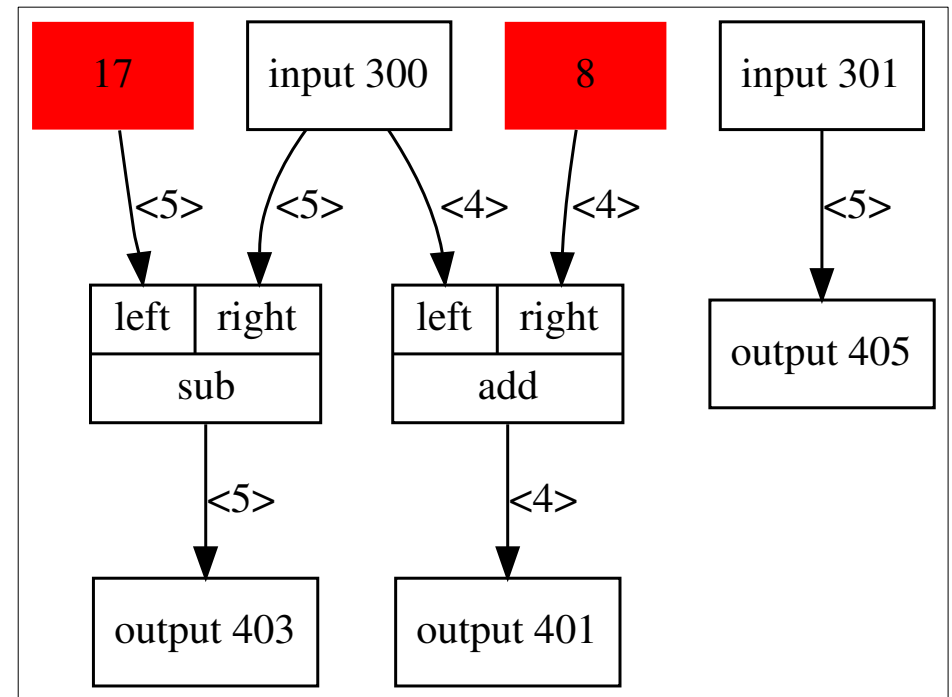 17
input 300
8
input 301
<5>
<5>
<4>
<4>
<5>
left
right
left
right
output 405
sub
add
<5>
<4>
output 403
output 401